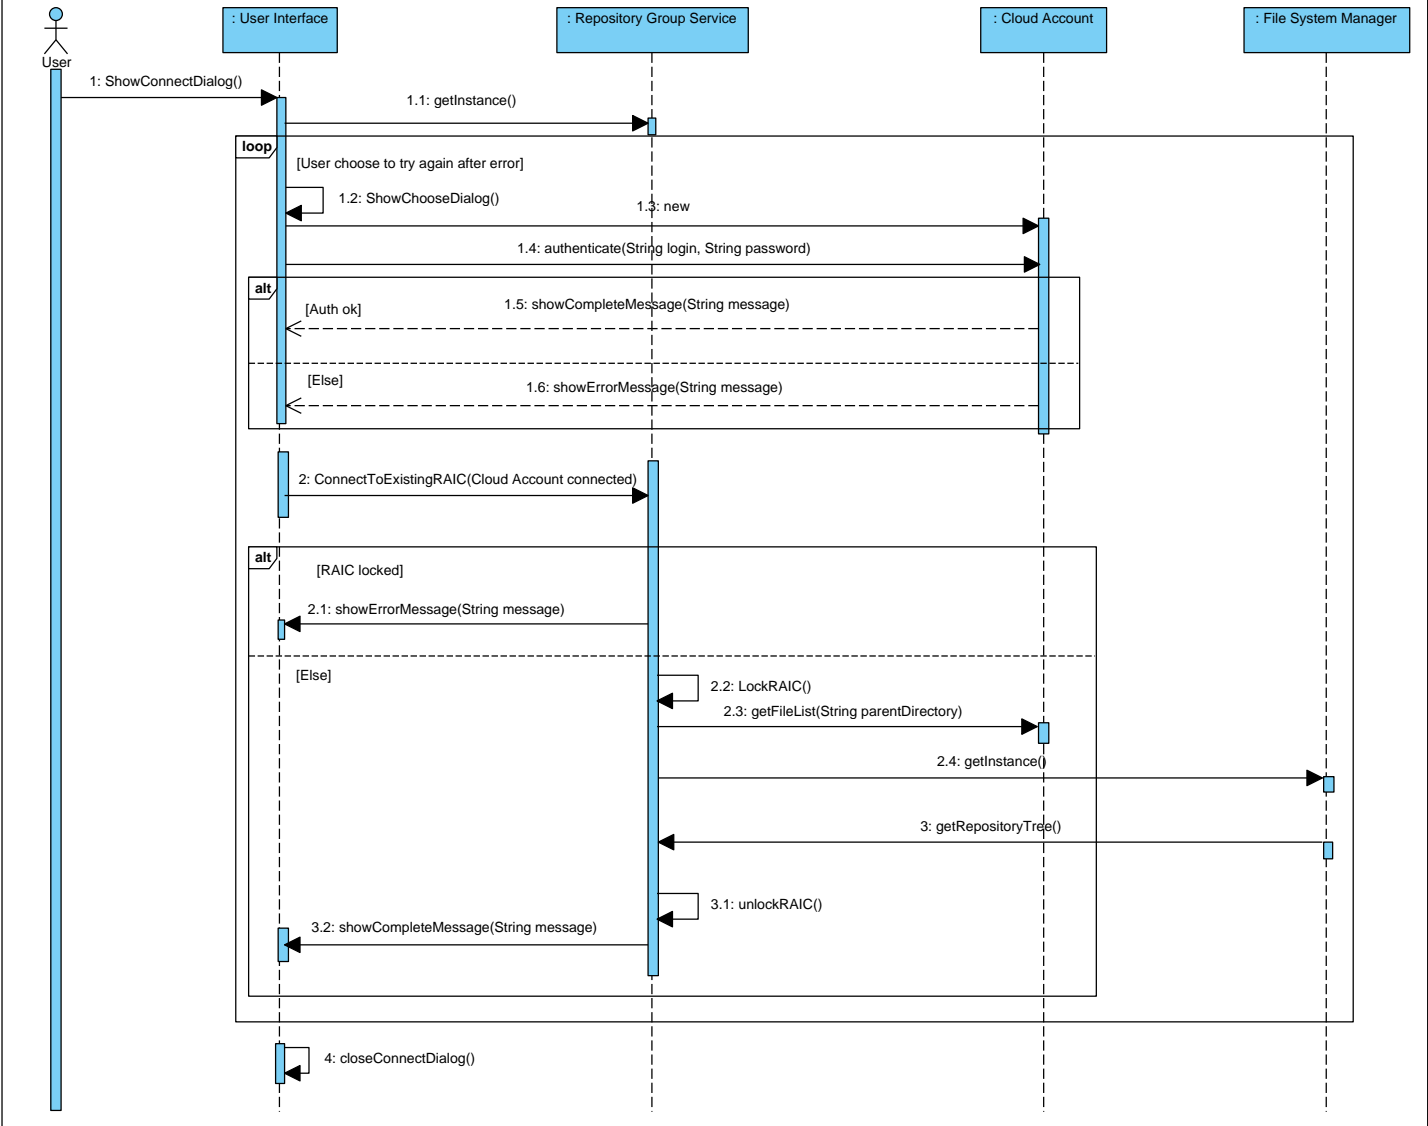 : User Interface
: Repository Group Service
: Cloud Account
: File System Manager
User
1: ShowConnectDialog()
1.1: getInstance()
loop
[User choose to try again after error]
1.2: ShowChooseDialog()
1.3: new
1.4: authenticate(String login, String password)
alt
[Auth ok]
1.5: showCompleteMessage(String message)
[Else]
1.6: showErrorMessage(String message)
2: ConnectToExistingRAIC(Cloud Account connected)
alt
[RAIC locked]
2.1: showErrorMessage(String message)
[Else]
2.2: LockRAIC()
2.3: getFileList(String parentDirectory)
2.4: getInstance()
3: getRepositoryTree()
3.1: unlockRAIC()
3.2: showCompleteMessage(String message)
4: closeConnectDialog()